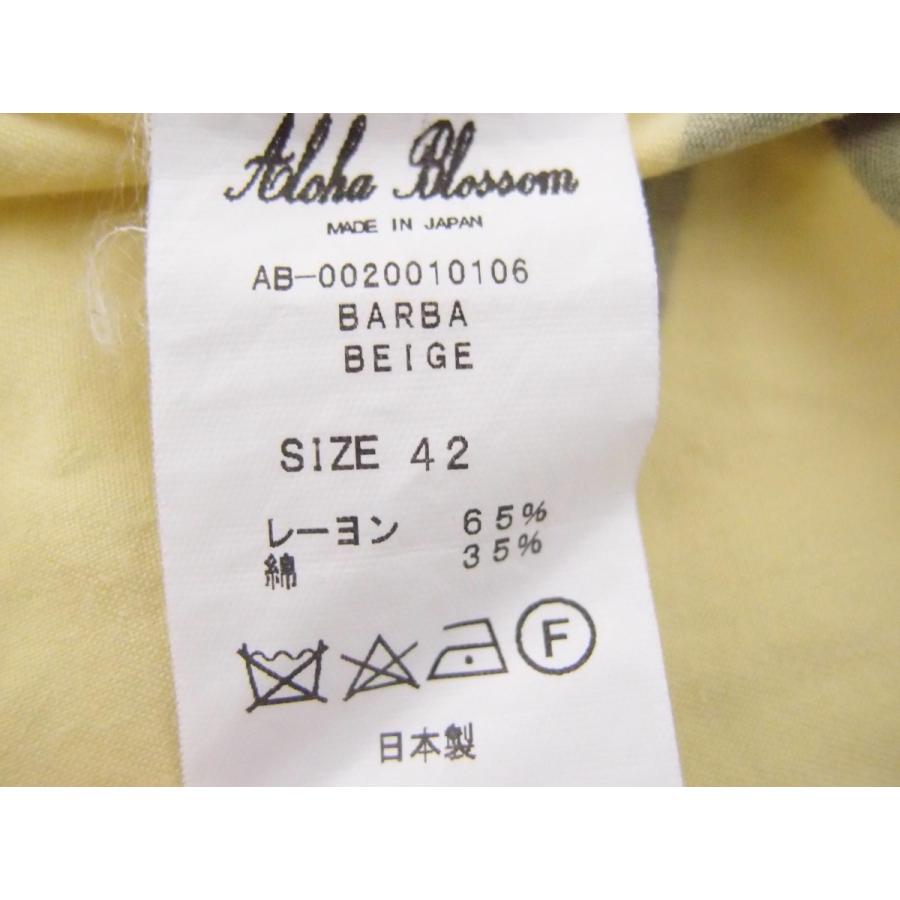 Aloha Blossom
MADE IN JAPAN
AB-0020010106
BARBA
BEIGE
SIZE 42
レーヨン 65%
綿 35%
F
日本製